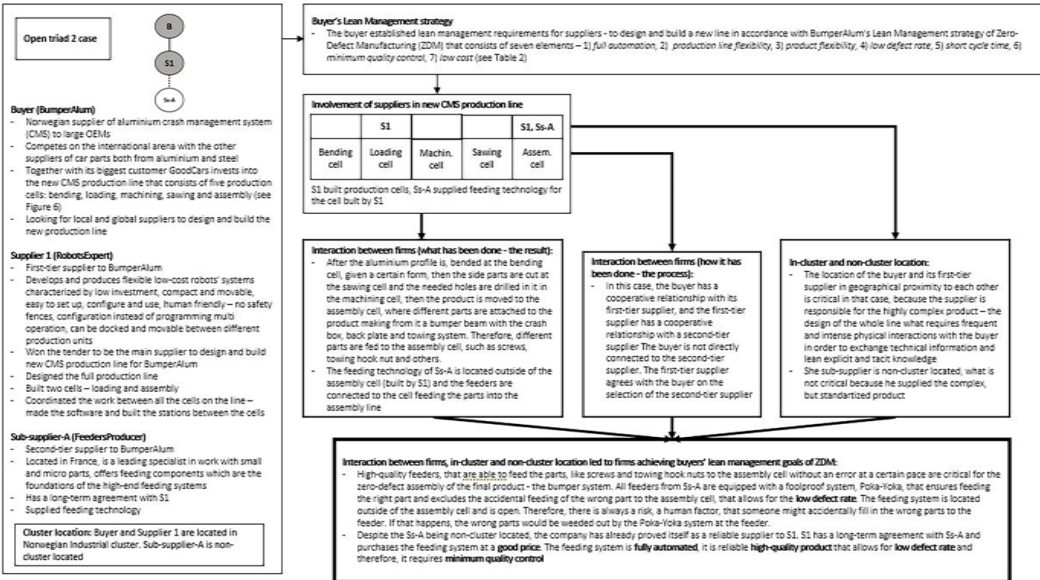 Open triad 2 case
B
S1
Ss-A
Buyer (BumperAlum)
- Norwegian supplier of aluminium crash management system
(CMS) to large OEMs
- Competes on the international arena with the other
suppliers of car parts both from aluminium and steel
- Together with its biggest customer GoodCars invests into
the new CMS production line that consists of five production
cells: bending, loading, machining, sawing and assembly (see
Figure 6)
- Looking for local and global suppliers to design and build the
new production line
Supplier 1 (RobotsExpert)
- First-tier supplier to BumperAlum
- Develops and produces flexible low-cost robots' systems
characterized by low investment, compact and movable,
easy to set up, configure and use, human friendly – no safety
fences, configuration instead of programming multi
operation, can be docked and movable between different
production units
- Won the tender to be the main supplier to design and build
new CMS production line for BumperAlum
- Designed the full production line
- Built two cells – loading and assembly
- Coordinated the work between all the cells on the line –
made the software and built the stations between the cells
Sub-supplier-A (FeedersProducer)
- Second-tier supplier to BumperAlum
- Located in France, is a leading specialist in work with small
and micro parts, offers feeding components which are the
foundations of the high-end feeding systems
- Has a long-term agreement with S1
- Supplied feeding technology
Cluster location: Buyer and Supplier 1 are located in
Norwegian Industrial cluster. Sub-supplier-A is non-
cluster located
Buyer's Lean Management strategy
- The buyer established lean management requirements for suppliers - to design and build a new line in accordance with BumperAlum's Lean Management strategy of Zero-
Defect Manufacturing (ZDM) that consists of seven elements – 1) full automation, 2) production line flexibility, 3) product flexibility, 4) low defect rate, 5) short cycle time, 6)
minimum quality control, 7) low cost (see Table 2)
Involvement of suppliers in new CMS production line
S1 S1, Ss-A
Bending cell Loading cell Machin. cell Sawing cell Assem. cell
S1 built production cells, Ss-A supplied feeding technology for
the cell built by S1
Interaction between firms (what has been done - the result):
- After the aluminium profile is, bended at the bending
cell, given a certain form, then the side parts are cut at
the sawing cell and the needed holes are drilled in it in
the machining cell, then the product is moved to the
assembly cell, where different parts are attached to the
product making from it a bumper beam with the crash
box, back plate and towing system. Therefore, different
parts are fed to the assembly cell, such as screws,
towing hook nut and others.
- The feeding technology of Ss-A is located outside of the
assembly cell (built by S1) and the feeders are
connected to the cell feeding the parts into the
assembly line
Interaction between firms (how it has
been done - the process):
- In this case, the buyer has a
cooperative relationship with its
first-tier supplier, and the first-tier
supplier has a cooperative
relationship with a second-tier
supplier The buyer is not directly
connected to the second-tier
supplier. The first-tier supplier
agrees with the buyer on the
selection of the second-tier supplier
In-cluster and non-cluster location:
- The location of the buyer and its first-tier
supplier in geographical proximity to each other
is critical in that case, because the supplier is
responsible for the highly complex product – the
design of the whole line what requires frequent
and intense physical interactions with the buyer
in order to exchange technical information and
lean explicit and tacit knowledge
- She sub-supplier is non-cluster located, what is
not critical because he supplied the complex,
but standartized product
Interaction between firms, in-cluster and non-cluster location led to firms achieving buyers' lean management goals of ZDM:
- High-quality feeders, that are able to feed the parts, like screws and towing hook nuts to the assembly cell without an error at a certain pace are critical for the
zero-defect assembly of the final product - the bumper system. All feeders from Ss-A are equipped with a foolproof system, Poka-Yoka, that ensures feeding
the right part and excludes the accidental feeding of the wrong part to the assembly cell, that allows for the low defect rate. The feeding system is located
outside of the assembly cell and is open. Therefore, there is always a risk, a human factor, that someone might accidentally fill in the wrong parts to the
feeder. If that happens, the wrong parts would be weeded out by the Poka-Yoka system at the feeder.
- Despite the Ss-A being non-cluster located, the company has already proved itself as a reliable supplier to S1. S1 has a long-term agreement with Ss-A and
purchases the feeding system at a good price. The feeding system is fully automated, it is reliable high-quality product that allows for low defect rate and
therefore, it requires minimum quality control